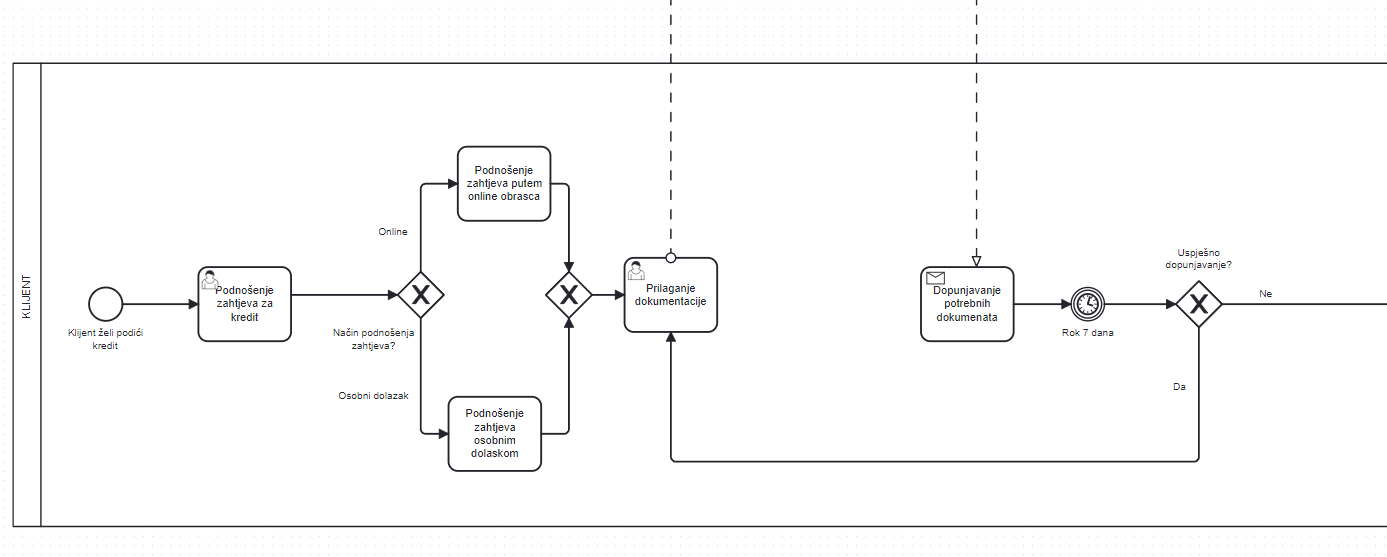 KLIJENT
Klijent želi podići
kredit
Podnošenje
zahtjeva za
kredit
Način podnošenja
zahtjeva?
Online
Podnošenje
zahtjeva putem
online obrasca
Osobni dolazak
Podnošenje
zahtjeva
osobnim
dolaskom
Prilaganje
dokumentacije
Dopunjavanje
potrebnih
dokumenata
Rok 7 dana
Uspješno
dopunjavanje?
Ne
Da